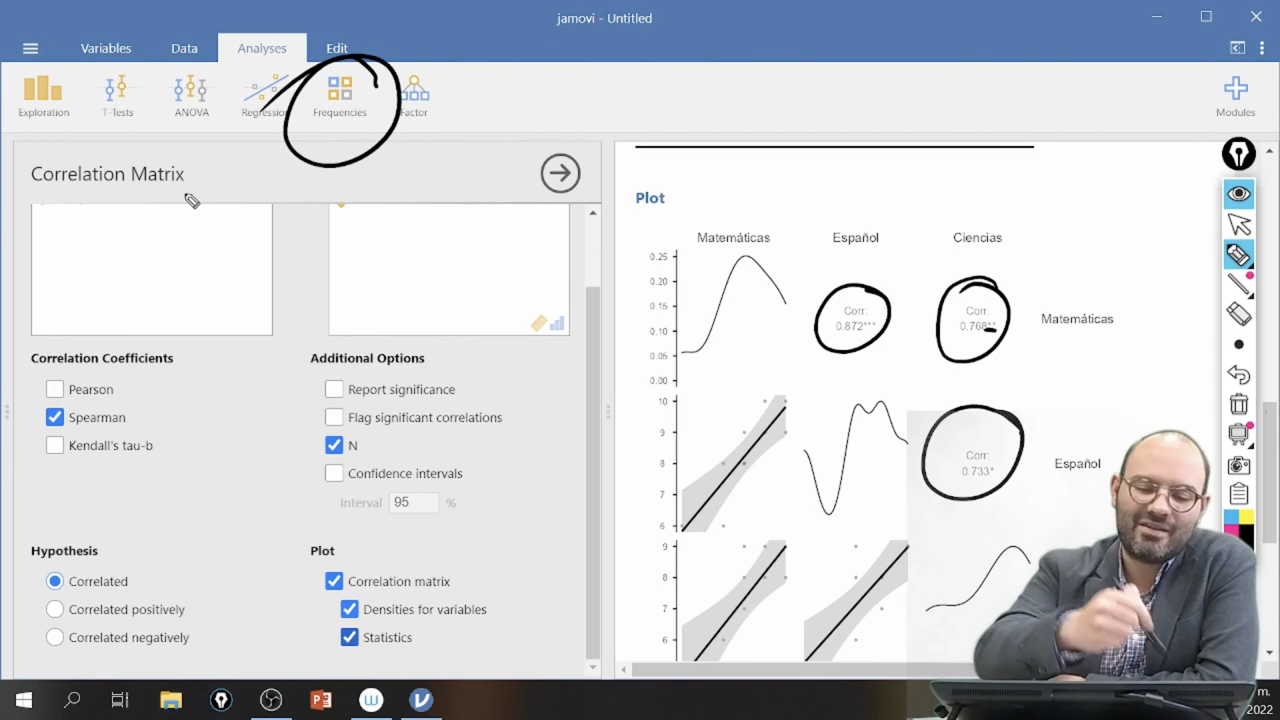 jamovi - Untitled
Variables Data Analyses Edit
Exploration T-Tests ANOVA Regression Frequencies Factor Modules
Correlation Matrix
Correlation Coefficients
Pearson
Spearman
Kendall's tau-b
Additional Options
Report significance
Flag significant correlations
N
Confidence intervals
Interval 95 %
Hypothesis
Correlated
Correlated positively
Correlated negatively
Plot
Correlation matrix
Densities for variables
Statistics
Plot
Matemáticas Español Ciencias
0.25
0.20
0.15
0.10
0.05
0.00
Corr:
0.872***
Corr:
0.768**
Matemáticas
10
9
8
7
6
Corr:
0.733*
Español
9
8
7
6
m.
2022